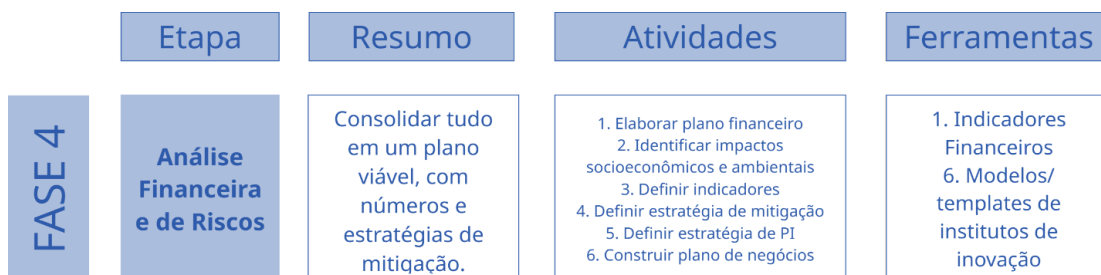 Etapa
Resumo
Atividades
Ferramentas
FASE 4
Análise
Financeira
e de Riscos
Consolidar tudo
em um plano
viável, com
números e
estratégias de
mitigação.
1. Elaborar plano financeiro
2. Identificar impactos
socioeconômicos e ambientais
3. Definir indicadores
4. Definir estratégia de mitigação
5. Definir estratégia de PI
6. Construir plano de negócios
1. Indicadores
Financeiros
6. Modelos/
templates de
institutos de
inovação